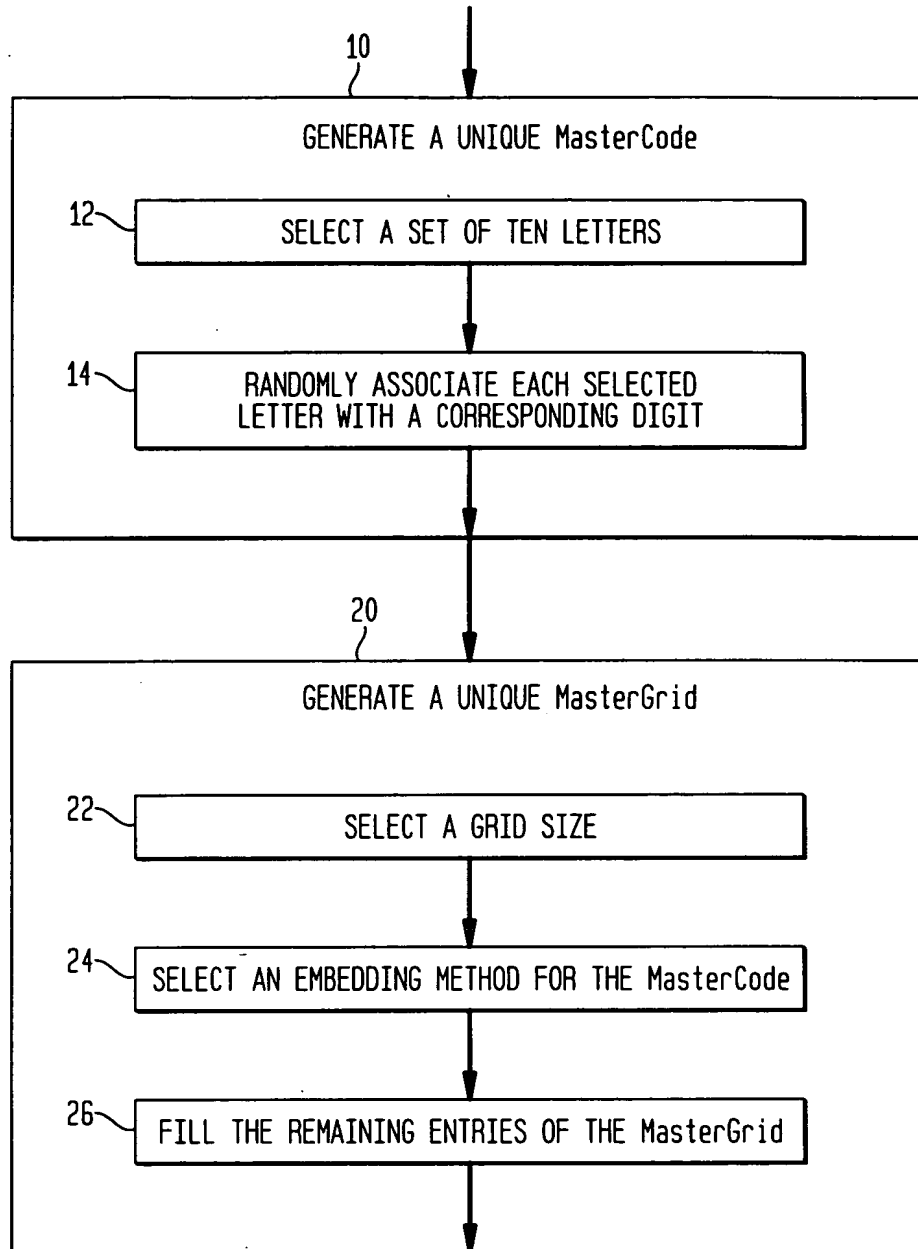 10
GENERATE A UNIQUE MasterCode
12
SELECT A SET OF TEN LETTERS
14
RANDOMLY ASSOCIATE EACH SELECTED
LETTER WITH A CORRESPONDING DIGIT
20
GENERATE A UNIQUE MasterGrid
22
SELECT A GRID SIZE
24
SELECT AN EMBEDDING METHOD FOR THE MasterCode
26
FILL THE REMAINING ENTRIES OF THE MasterGrid